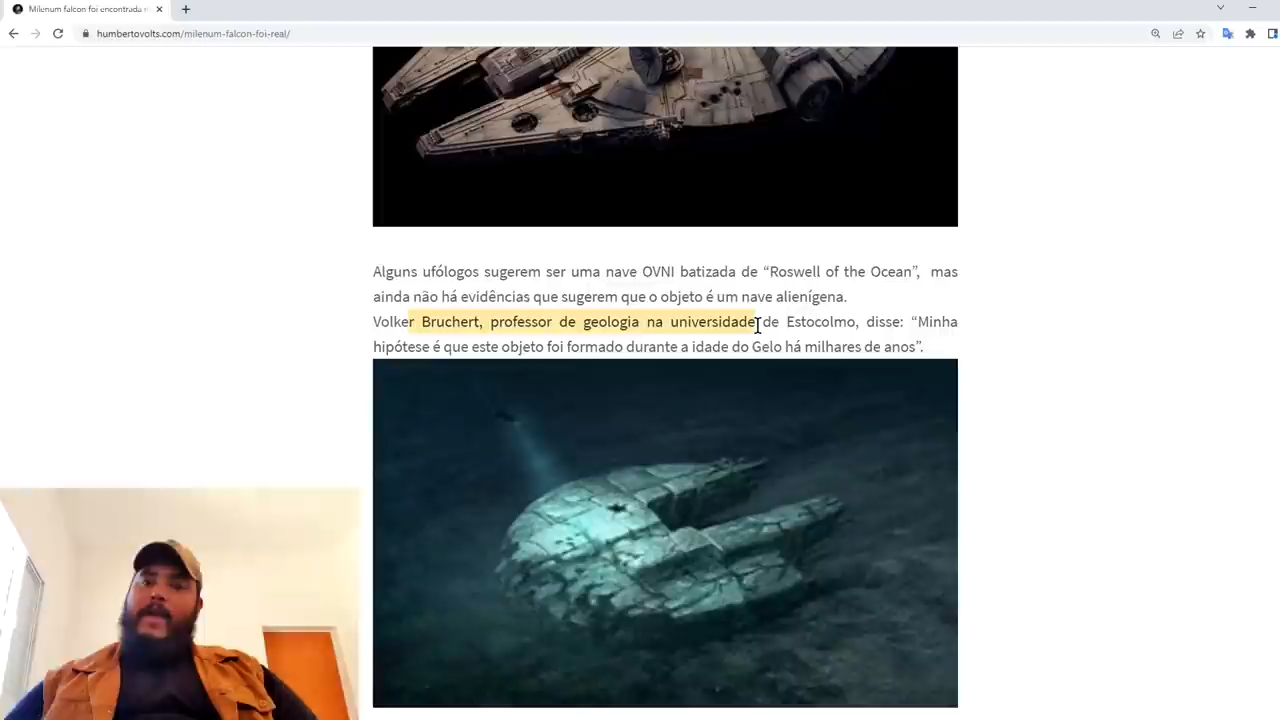 Milenum falcon foi encontrada
humbertovolts.com/milenum-falcon-foi-real/
Alguns ufólogos sugerem ser uma nave OVNI batizada de “Roswell of the Ocean”, mas
ainda não há evidências que sugerem que o objeto é um nave alienígena.
Volker Bruchert, professor de geologia na universidade de Estocolmo, disse: “Minha
hipótese é que este objeto foi formado durante a idade do Gelo há milhares de anos”.